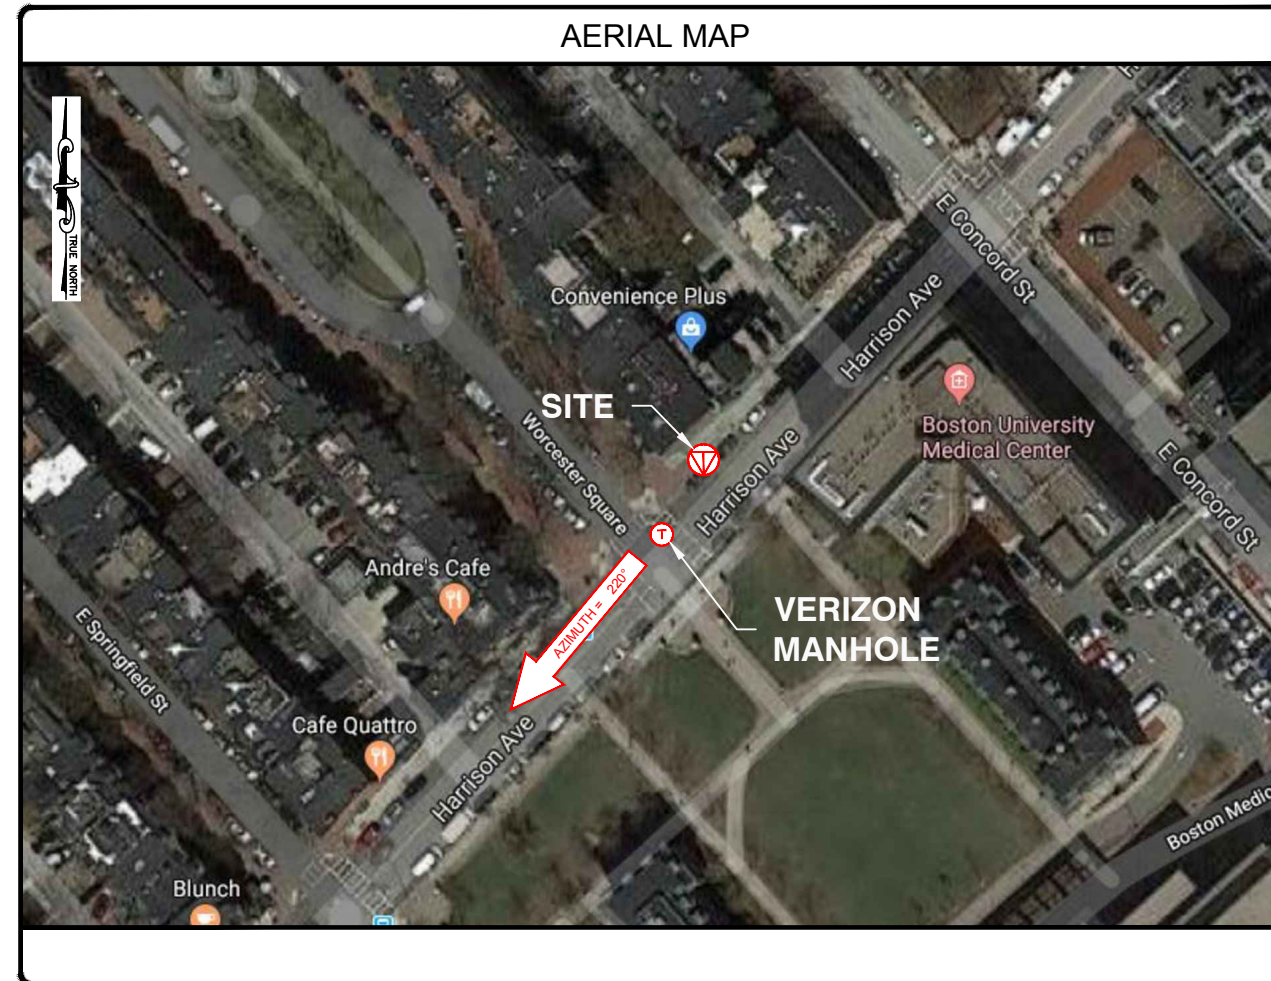 AERIAL MAP
TRUE NORTH
E Concord St
Harrison Ave
Convenience Plus
SITE
Boston University
Medical Center
Worcester Square
Harrison Ave
E Concord St
T
Andre's Cafe
AZIMUTH = 220°
VERIZON
MANHOLE
E Springfield St
Cafe Quattro
Harrison Ave
Boston Medic
Blunch